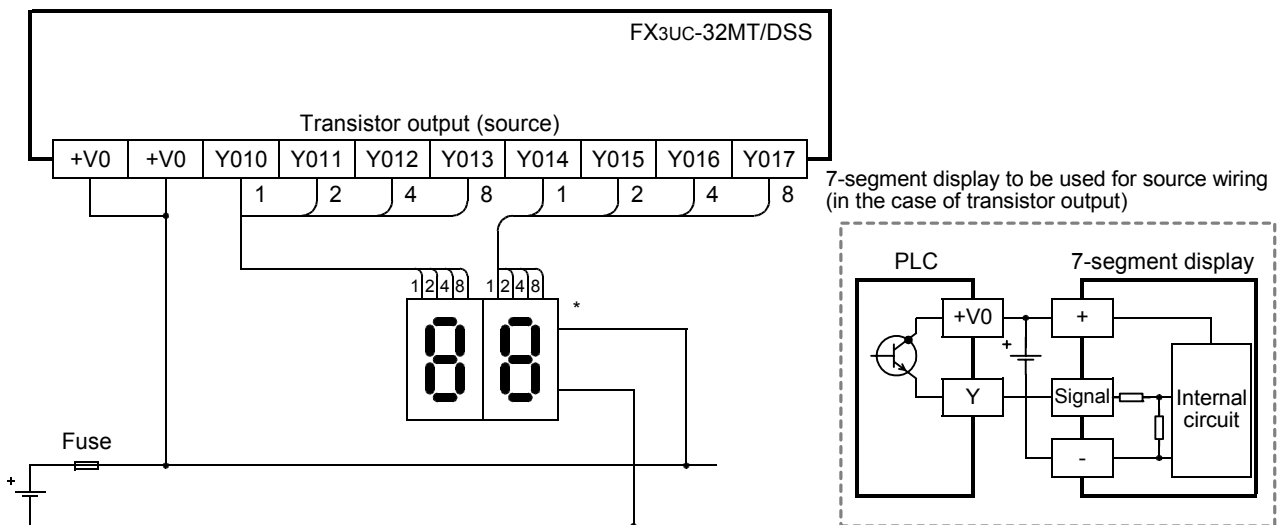 FX3UC-32MT/DSS
Transistor output (source)
+V0 +V0 Y010 Y011 Y012 Y013 Y014 Y015 Y016 Y017
1 2 4 8 1 2 4 8
1 2 4 8 1 2 4 8
*
Fuse
+
7-segment display to be used for source wiring
(in the case of transistor output)
PLC 7-segment display
+V0 +
+
Y Signal Internal
circuit
-